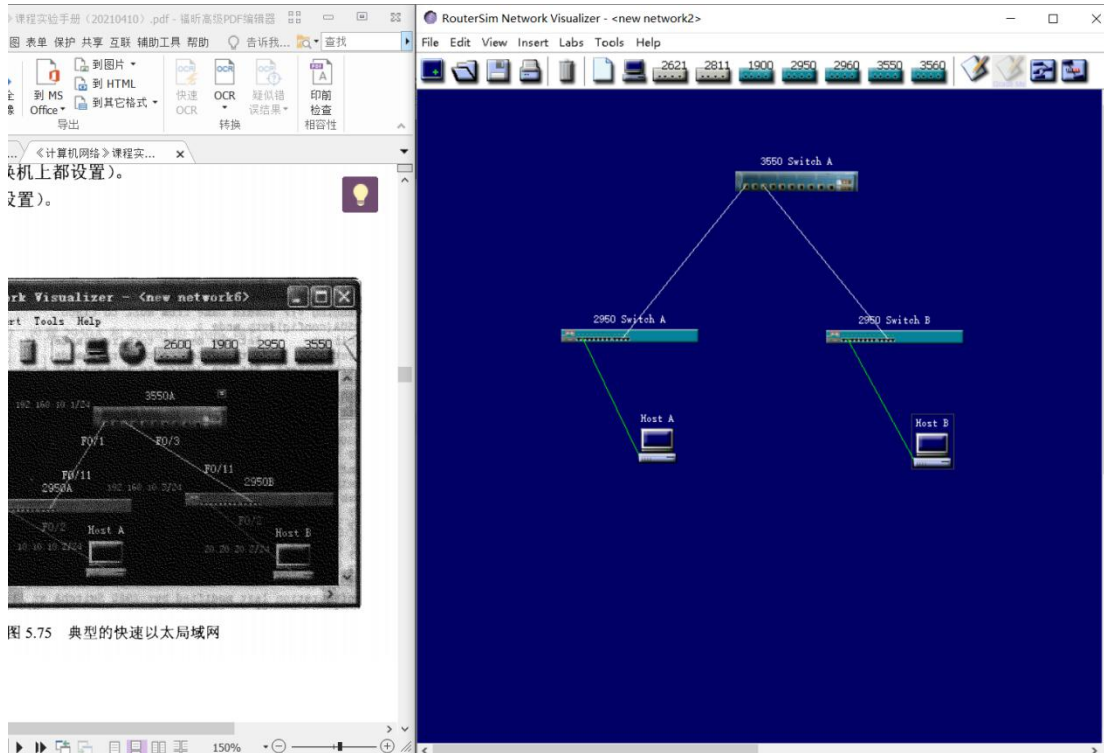 课程实验手册（20210410）.pdf - 福昕高级PDF编辑器
图 表单 保护 共享 互联 辅助工具 帮助 告诉我... 查找
到 MS
Office
到图片
到 HTML
到其它格式
导出
快速
OCR
OCR
疑似错
误结果
转换
印前
检查
相容性
... 《计算机网络》课程实... x
换机上都设置）。
设置）。
rk Visualizer - <new network6>
rt Tools Help
2600 1900 2950 3550
3550A
192.168.10.1/24
F0/1 F0/3
F0/11 F0/11
2950A 2950B
F0/2 F0/2
Host A Host B
图 5.75 典型的快速以太局域网
150%
RouterSim Network Visualizer - <new network2>
File Edit View Insert Labs Tools Help
2621 2811 1900 2950 2960 3550 3560
3550 Switch A
2950 Switch A
2950 Switch B
Host A
Host B